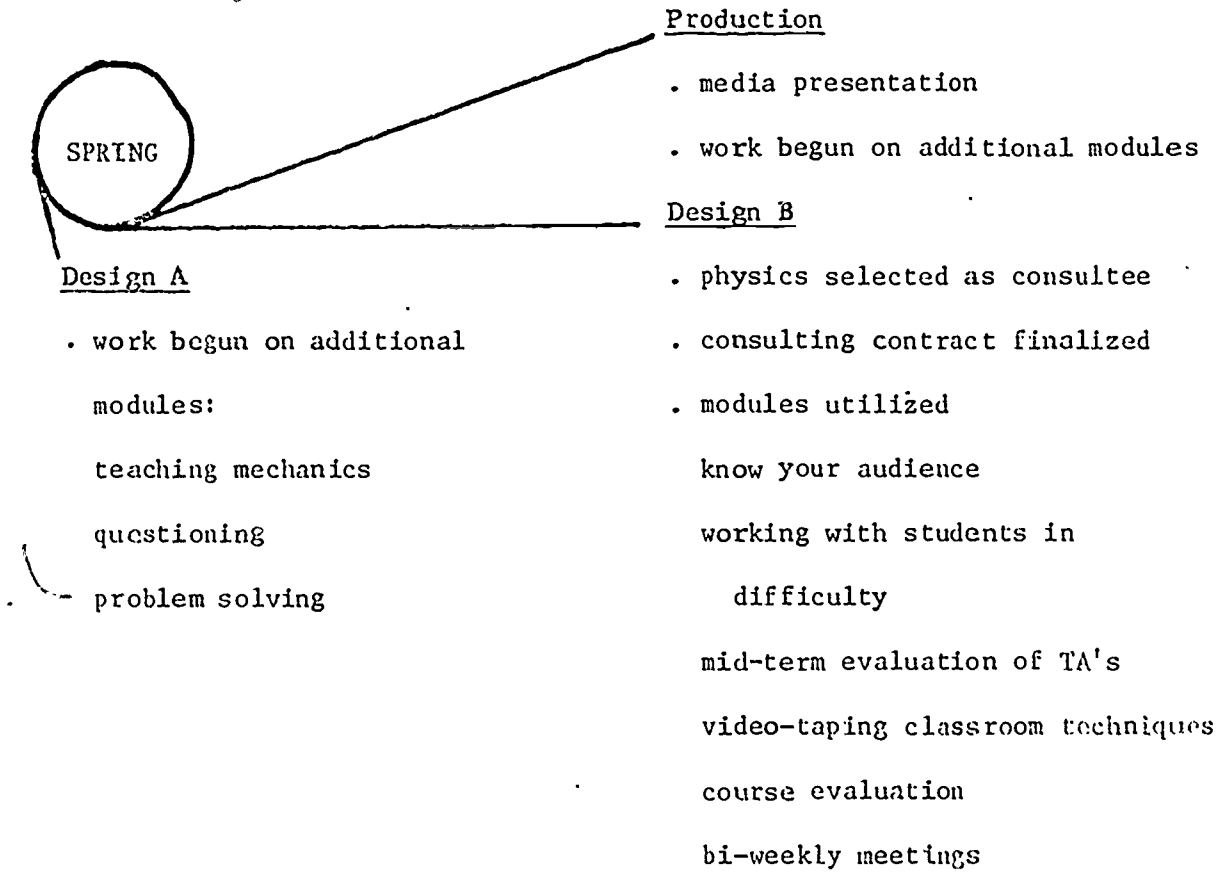 SPRING
Design A
. work begun on additional
modules:
teaching mechanics
questioning
problem solving
Production
. media presentation
. work begun on additional modules
Design B
. physics selected as consultee
. consulting contract finalized
. modules utilized
know your audience
working with students in
difficulty
mid-term evaluation of TA's
video-taping classroom techniques
course evaluation
bi-weekly meetings